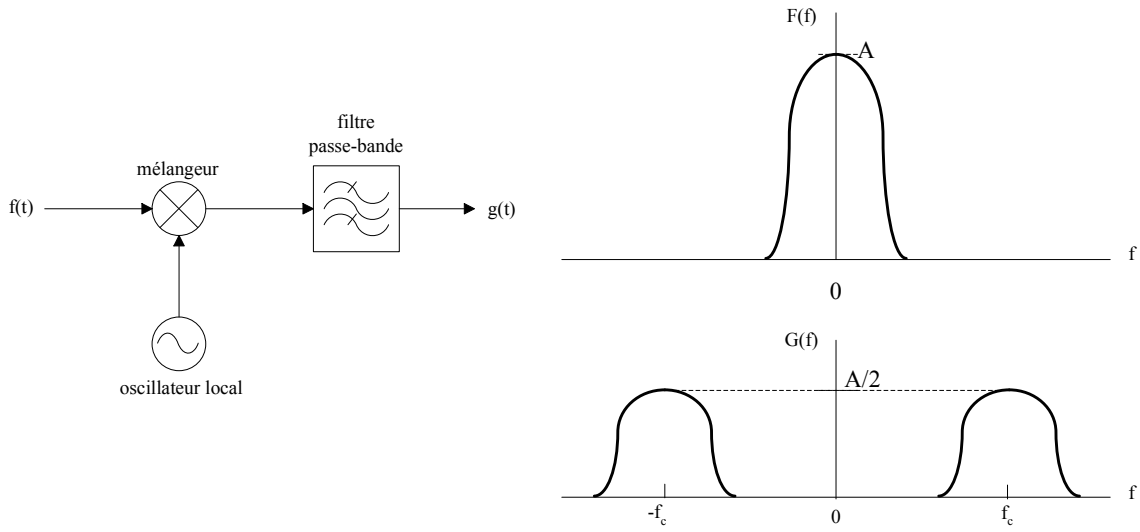 f(t)
mélangeur
oscillateur local
filtre
passe-bande
g(t)
F(f)
A
f
0
G(f)
A/2
f
-fc
0
fc